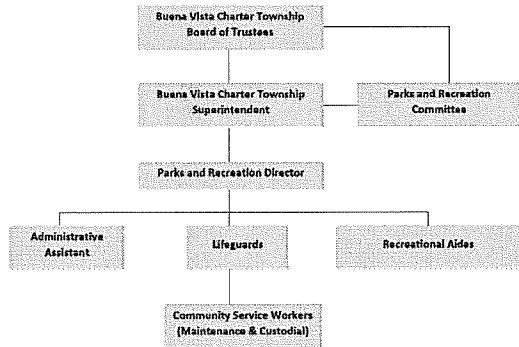 Buena Vista Charter Township
Board of Trustees
Buena Vista Charter Township
Superintendent
Parks and Recreation
Committee
Parks and Recreation Director
Administrative
Assistant
Lifeguards
Recreational Aides
Community Service Workers
(Maintenance & Custodial)